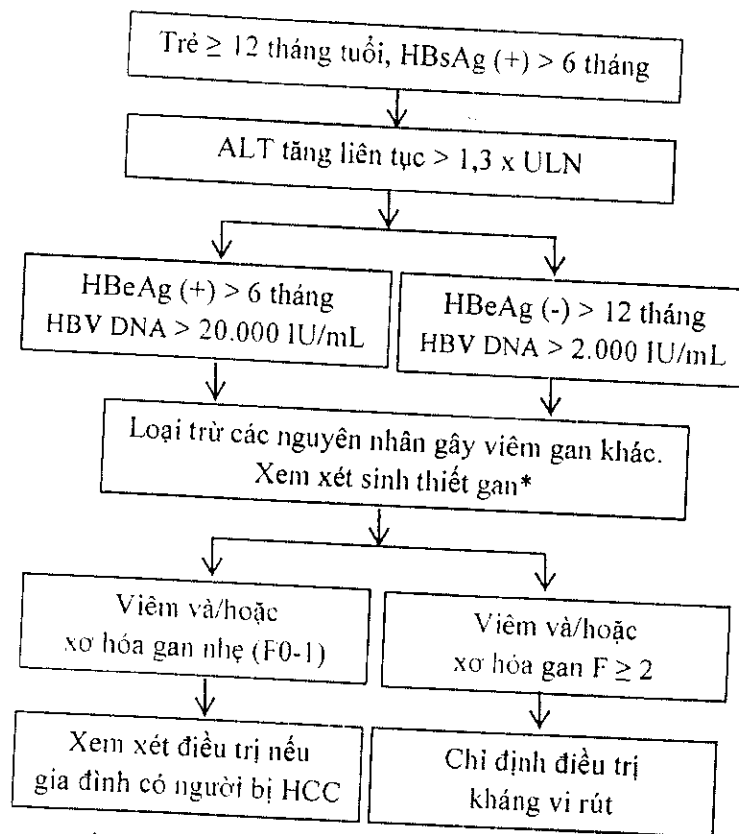 Trẻ ≥ 12 tháng tuổi, HBsAg (+) > 6 tháng
ALT tăng liên tục > 1,3 x ULN
HBeAg (+) > 6 tháng
HBV DNA > 20.000 IU/mL
HBeAg (-) > 12 tháng
HBV DNA > 2.000 IU/mL
Loại trừ các nguyên nhân gây viêm gan khác.
Xem xét sinh thiết gan*
Viêm và/hoặc
xơ hóa gan nhẹ (F0-1)
Viêm và/hoặc
xơ hóa gan F ≥ 2
Xem xét điều trị nếu
gia đình có người bị HCC
Chỉ định điều trị
kháng vi rút